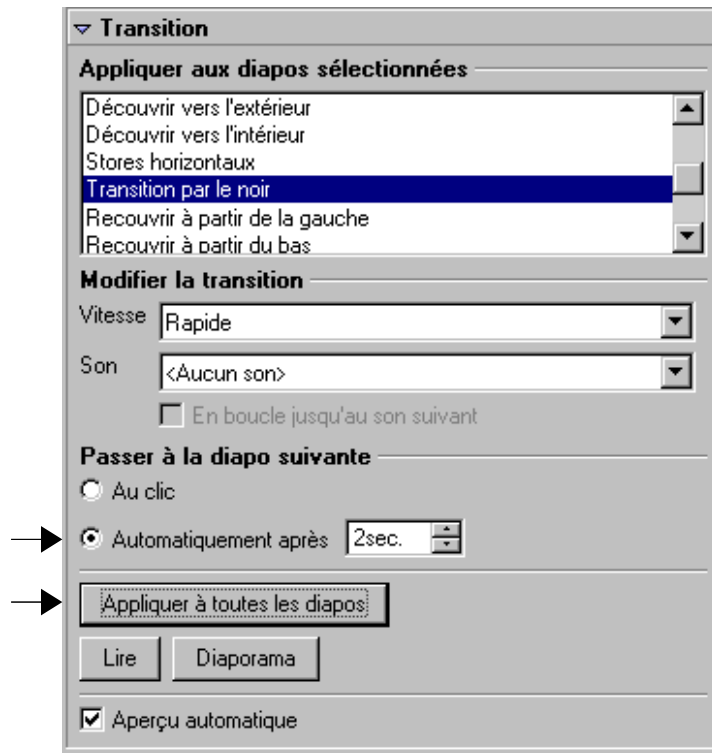 Transition
Appliquer aux diapos sélectionnées
Découvrir vers l'extérieur
Découvrir vers l'intérieur
Stores horizontaux
Transition par le noir
Recouvrir à partir de la gauche
Recouvrir à partir du bas
Modifier la transition
Vitesse Rapide
Son <Aucun son>
En boucle jusqu'au son suivant
Passer à la diapo suivante
Au clic
Automatiquement après 2sec.
Appliquer à toutes les diapos
Lire Diaporama
Aperçu automatique